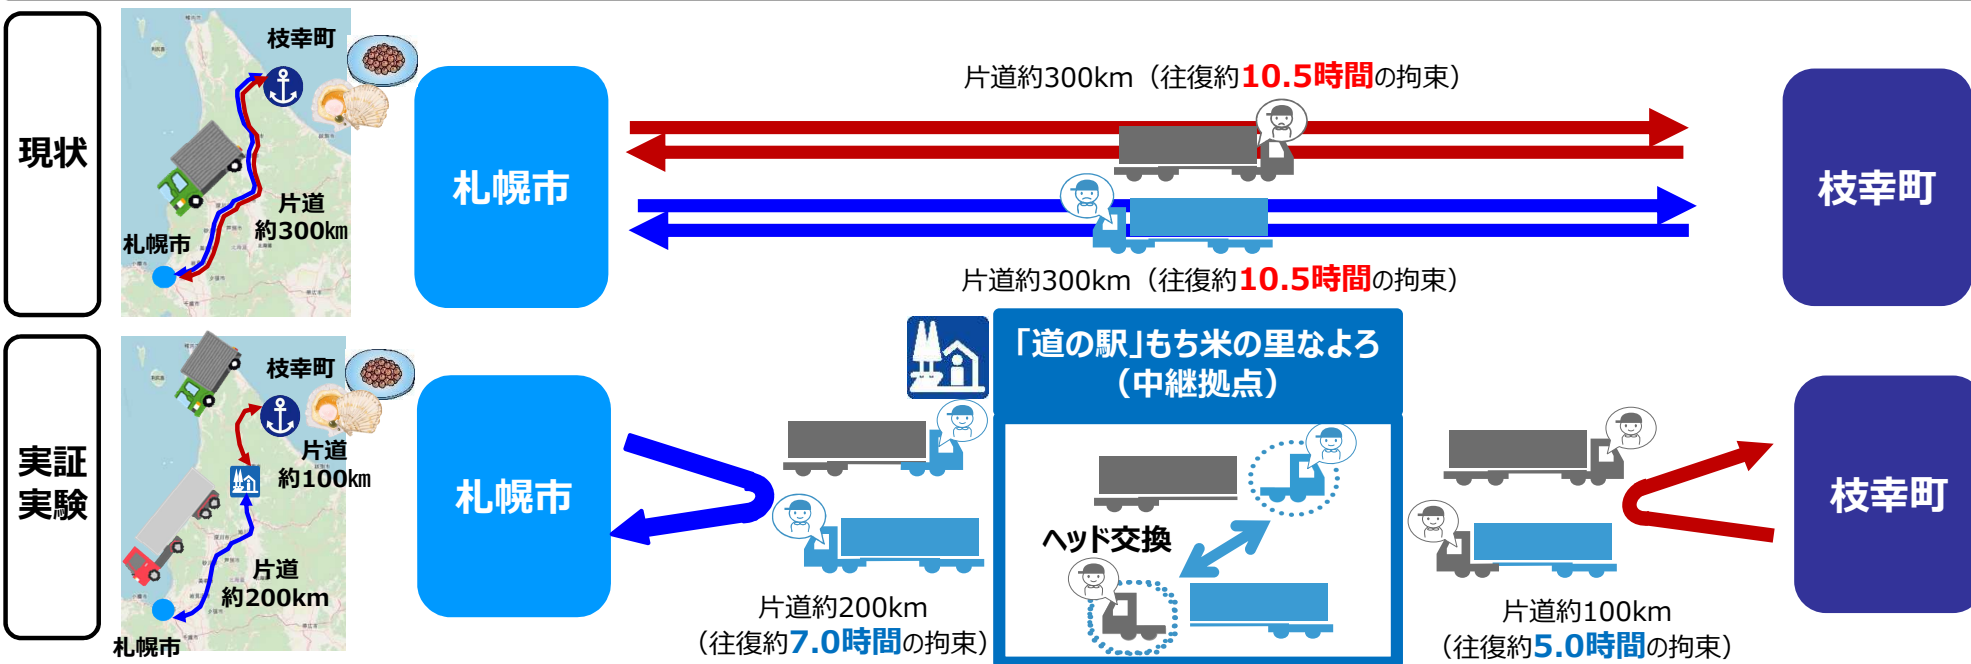 現状
枝幸町
片道
約300㎞
札幌市
札幌市
片道約300km（往復約10.5時間の拘束）
片道約300km（往復約10.5時間の拘束）
枝幸町
実証
実験
枝幸町
片道
約100㎞
片道
約200km
札幌市
札幌市
「道の駅」もち米の里なよろ
（中継拠点）
ヘッド交換
片道約200km
（往復約7.0時間の拘束）
片道約100km
（往復約5.0時間の拘束）
枝幸町